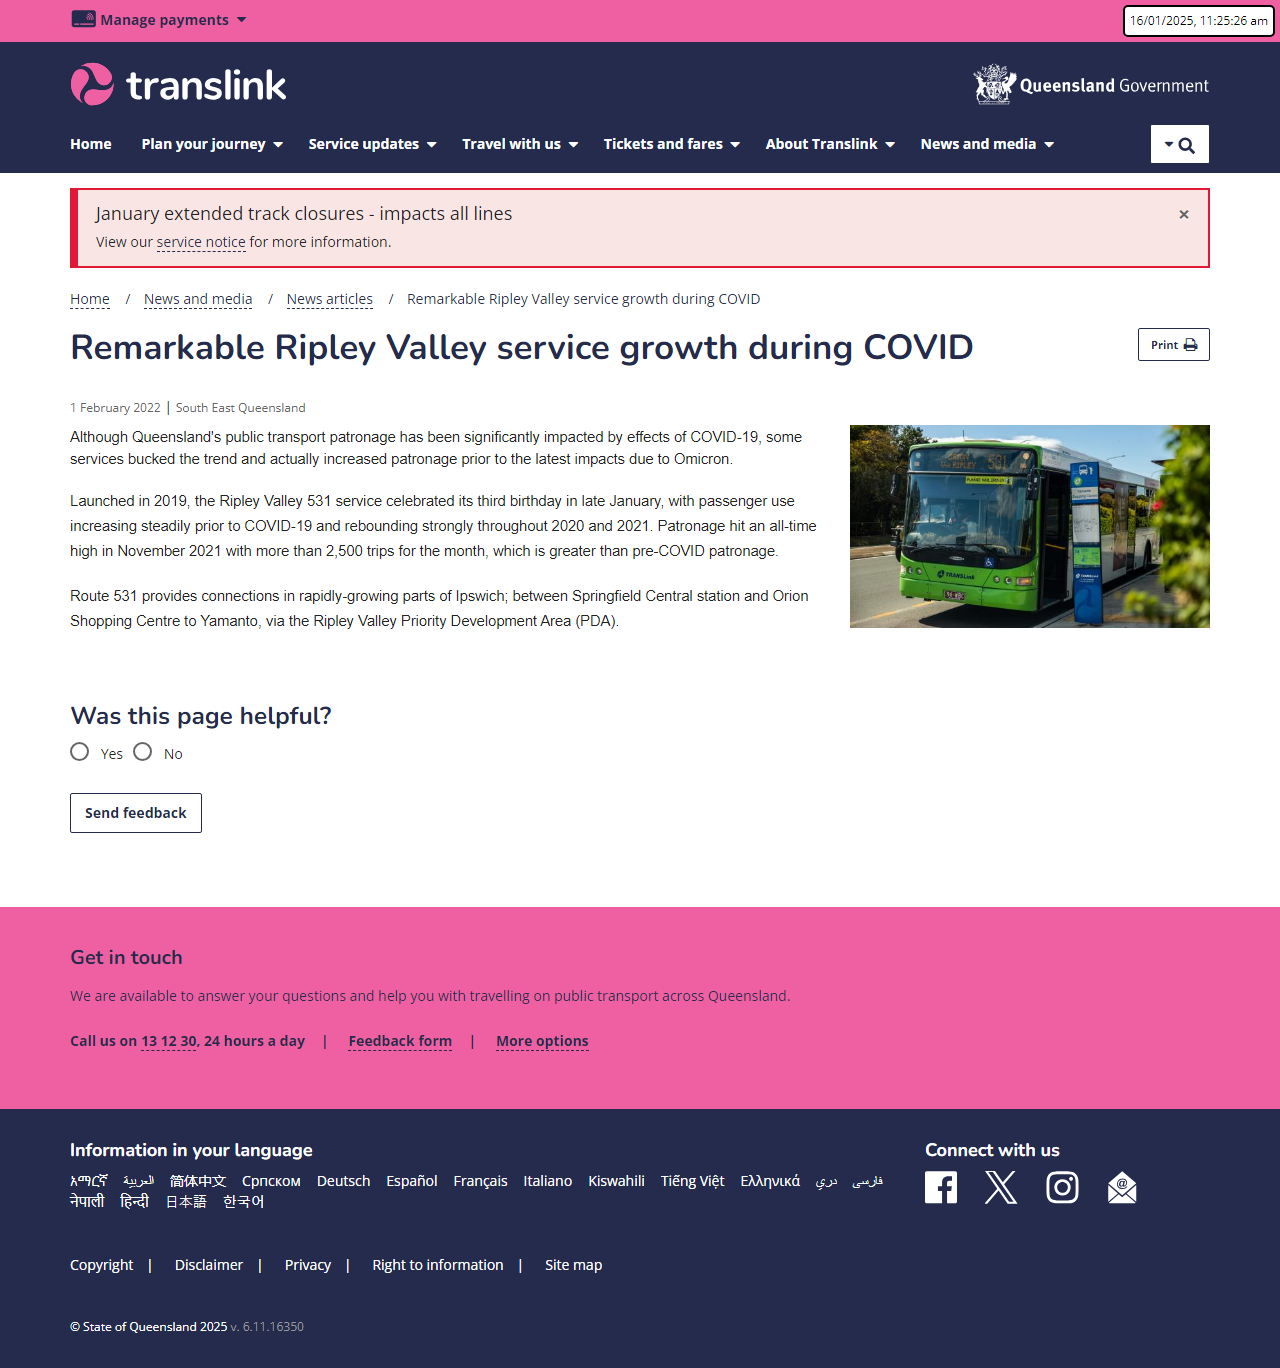 Manage payments
16/01/2025, 11:25:26 am
translink
Queensland Government
Home
Plan your journey
Service updates
Travel with us
Tickets and fares
About Translink
News and media
January extended track closures - impacts all lines
×
View our service notice for more information.
Home / News and media / News articles / Remarkable Ripley Valley service growth during COVID
Remarkable Ripley Valley service growth during COVID
Print
1 February 2022 | South East Queensland
Although Queensland's public transport patronage has been significantly impacted by effects of COVID-19, some
services bucked the trend and actually increased patronage prior to the latest impacts due to Omicron.
Launched in 2019, the Ripley Valley 531 service celebrated its third birthday in late January, with passenger use
increasing steadily prior to COVID-19 and rebounding strongly throughout 2020 and 2021. Patronage hit an all-time
high in November 2021 with more than 2,500 trips for the month, which is greater than pre-COVID patronage.
Route 531 provides connections in rapidly-growing parts of Ipswich; between Springfield Central station and Orion
Shopping Centre to Yamanto, via the Ripley Valley Priority Development Area (PDA).
RIPLEY 531
TRANSLink
Was this page helpful?
Yes
No
Send feedback
Get in touch
We are available to answer your questions and help you with travelling on public transport across Queensland.
Call us on 13 12 30, 24 hours a day | Feedback form | More options
Information in your language
አማርኛ العربية 简体中文 Српском Deutsch Español Français Italiano Kiswahili Tiếng Việt Ελληνικά دري فارسی
नेपाली हिन्दी 日本語 한국어
Connect with us
Copyright | Disclaimer | Privacy | Right to information | Site map
© State of Queensland 2025 v. 6.11.16350